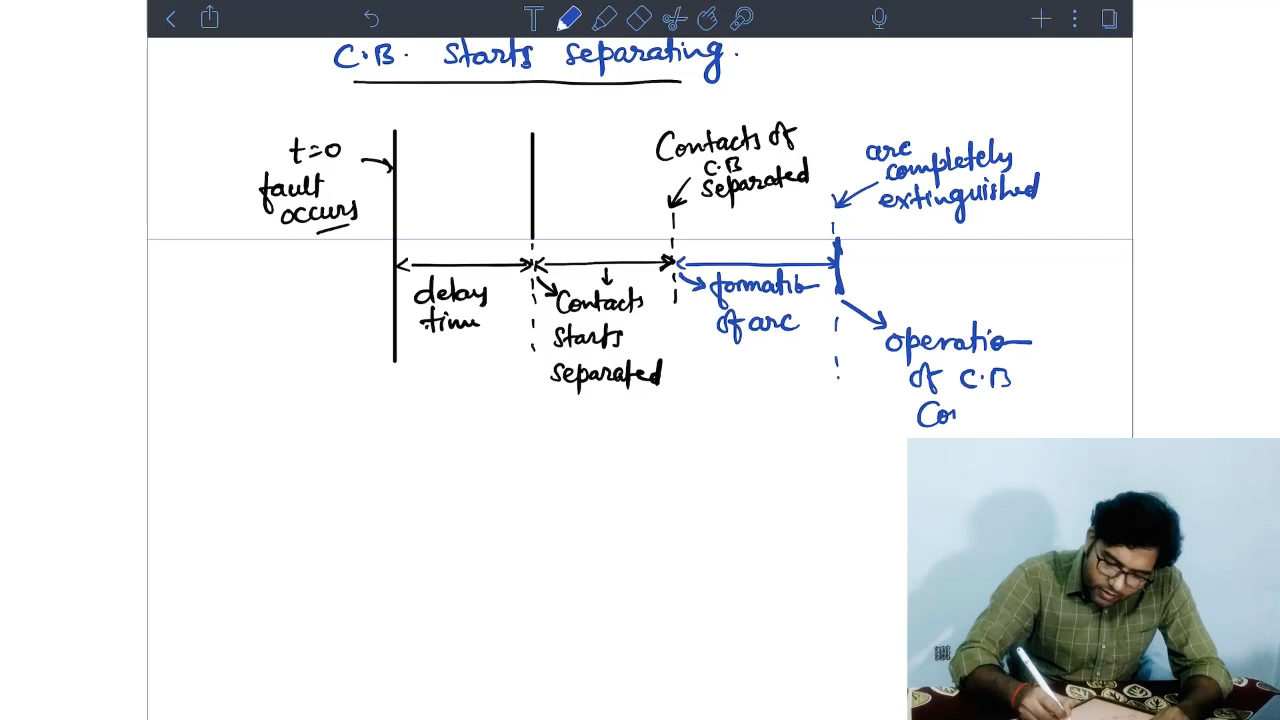 C.B. Starts separating.
t=0
fault
occurs
Contacts of
C.B
separated
arc
completely
extinguished
delay
time
Contacts
starts
separated
formation
of arc
operation
of C.B
Co